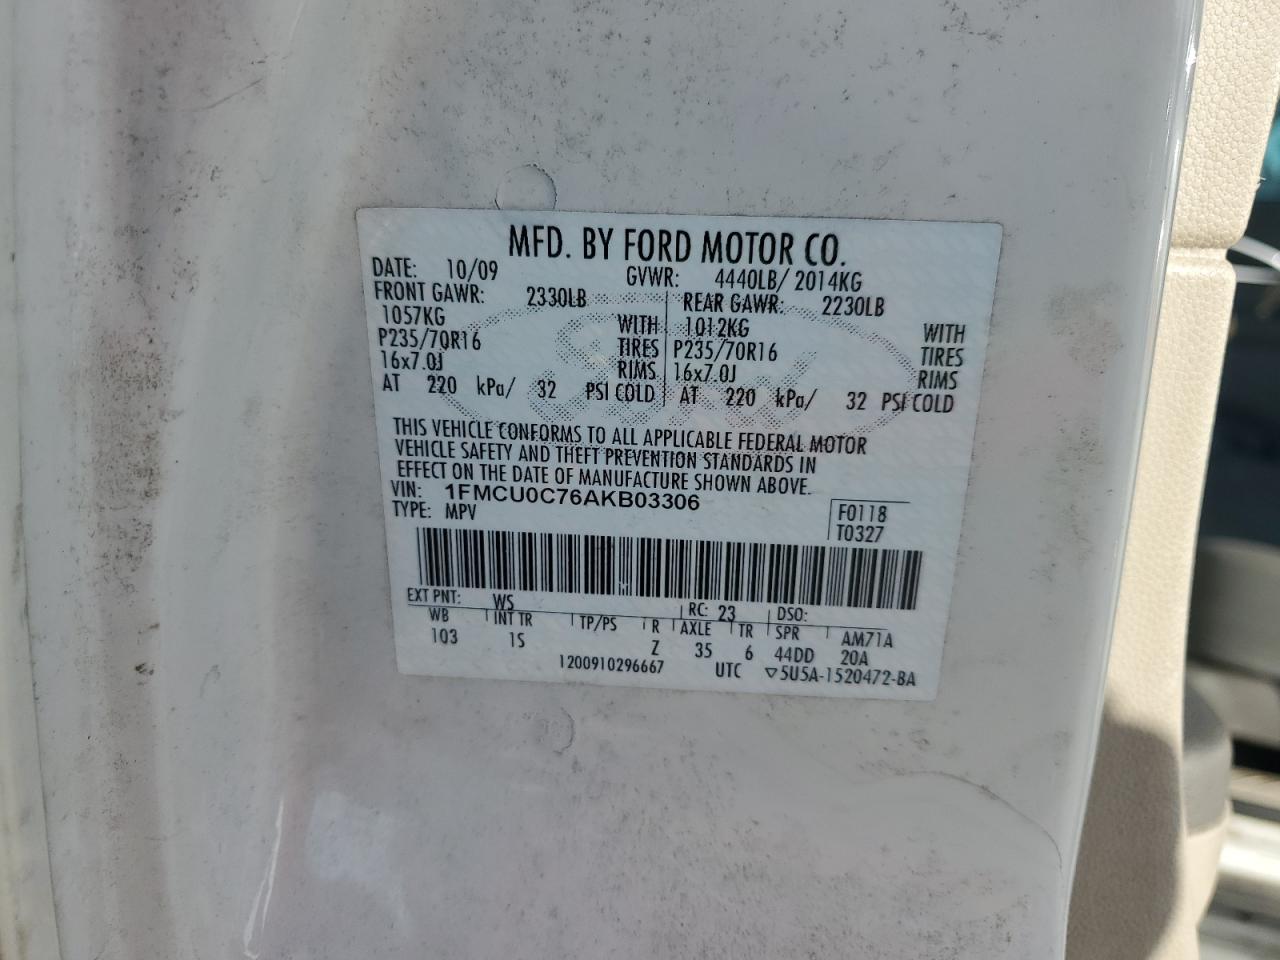 MFD. BY FORD MOTOR CO.
DATE: 10/09 GVWR: 4440LB/ 2014KG
FRONT GAWR: 2330LB REAR GAWR: 2230LB
1057KG WITH 1012KG WITH
P235/70R16 TIRES P235/70R16 TIRES
16x7.0J RIMS 16x7.0J RIMS
AT 220 kPa/ 32 PSI COLD AT 220 kPa/ 32 PSI COLD
THIS VEHICLE CONFORMS TO ALL APPLICABLE FEDERAL MOTOR
VEHICLE SAFETY AND THEFT PREVENTION STANDARDS IN
EFFECT ON THE DATE OF MANUFACTURE SHOWN ABOVE.
VIN: 1FMCU0C76AKB03306 F0118
TYPE: MPV T0327
EXT PNT: WS RC: 23 DSO:
WB INT TR TP/PS R AXLE TR SPR AM71A
103 1S Z 35 6 44DD 20A
1200910296667 UTC ▽5U5A-1520472-BA